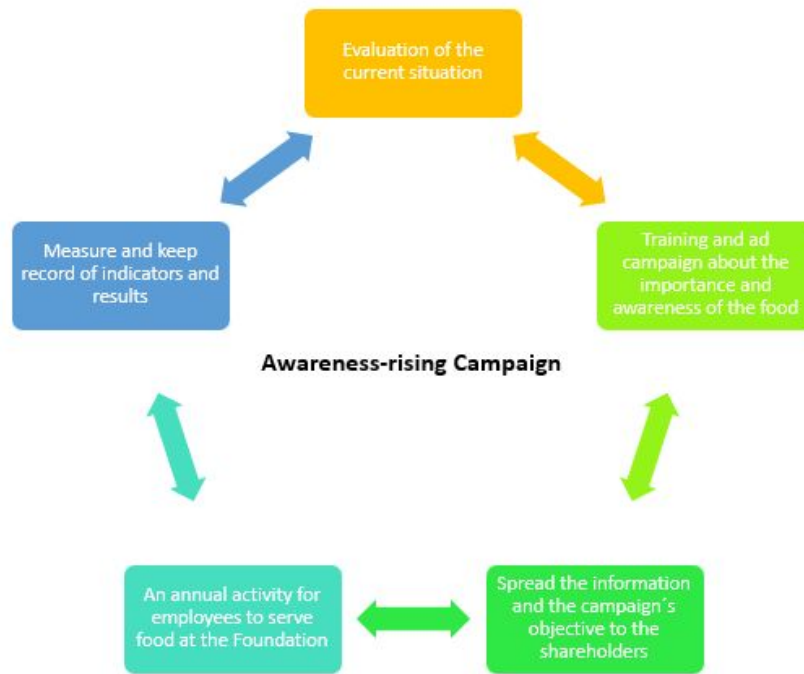 Evaluation of the
current situation
Training and ad
campaign about the
importance and
awareness of the food
Spread the information
and the campaign´s
objective to the
shareholders
An annual activity for
employees to serve
food at the Foundation
Measure and keep
record of indicators and
results
Awareness-rising Campaign